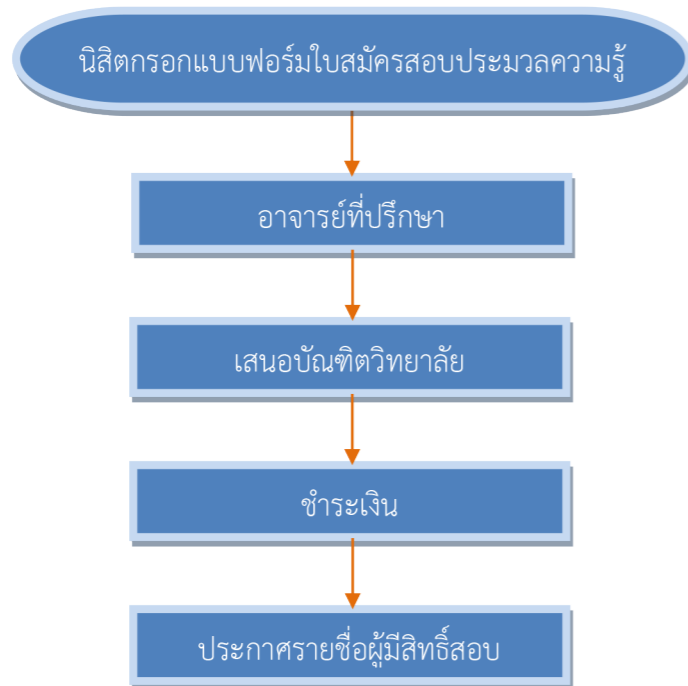 นิสิตกรอกแบบฟอร์มใบสมัครสอบประมวลความรู้
อาจารย์ที่ปรึกษา
เสนอบัณฑิตวิทยาลัย
ชำระเงิน
ประกาศรายชื่อผู้มีสิทธิ์สอบ